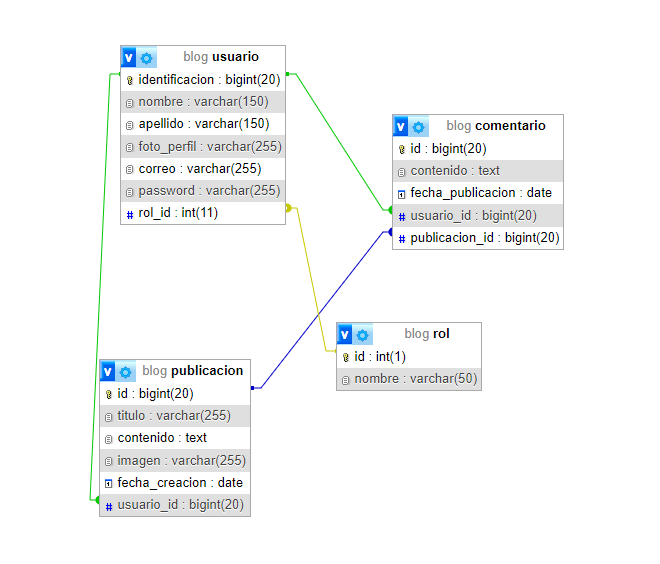 v blog usuario
identificacion : bigint(20)
nombre : varchar(150)
apellido : varchar(150)
foto_perfil : varchar(255)
correo : varchar(255)
password : varchar(255)
# rol_id : int(11)
v blog comentario
id : bigint(20)
contenido : text
fecha_publicacion : date
# usuario_id : bigint(20)
# publicacion_id : bigint(20)
v blog rol
id : int(1)
nombre : varchar(50)
v blog publicacion
id : bigint(20)
titulo : varchar(255)
contenido : text
imagen : varchar(255)
fecha_creacion : date
# usuario_id : bigint(20)